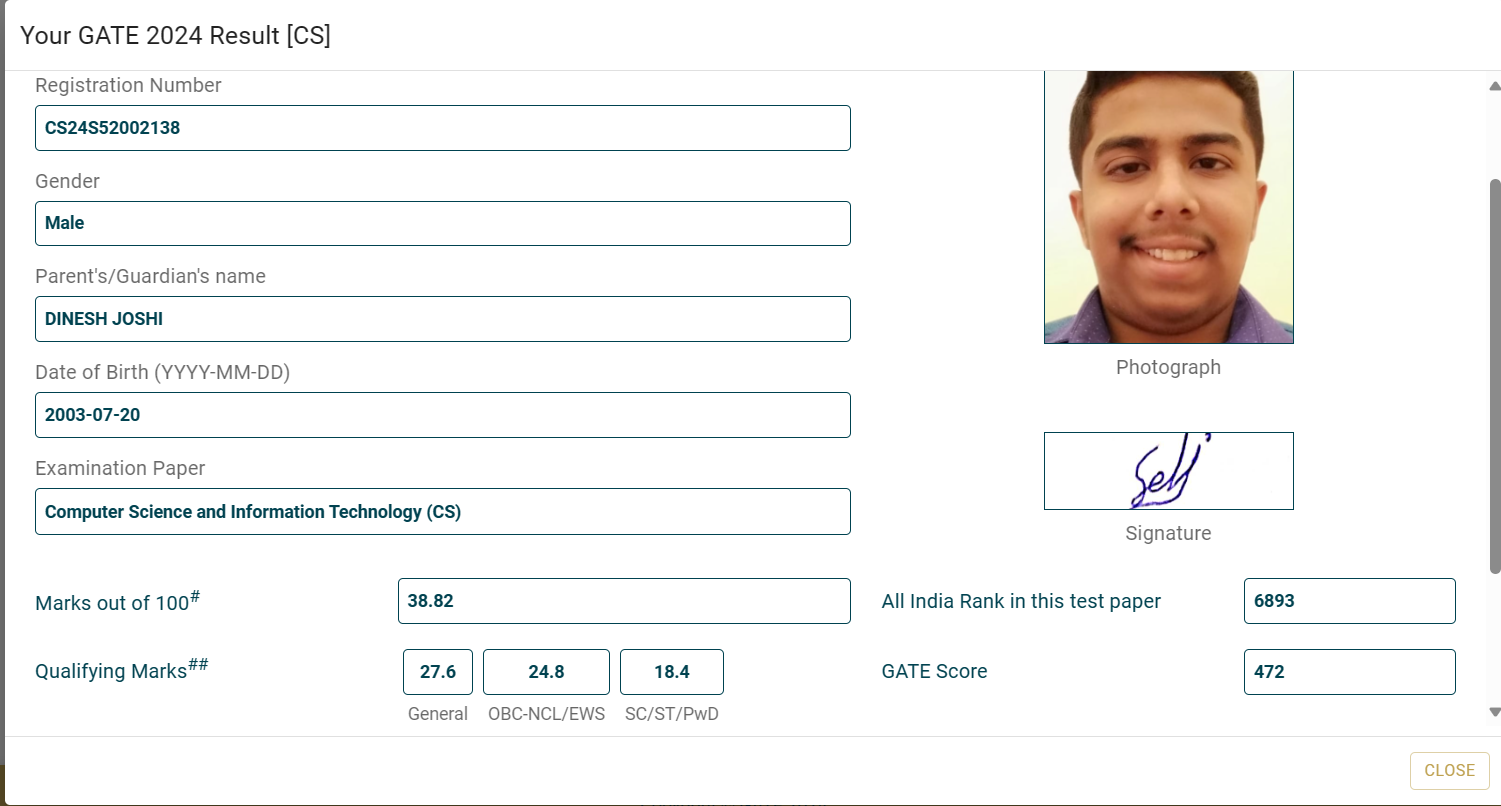 Your GATE 2024 Result [CS]
Registration Number
CS24S52002138
Gender
Male
Parent's/Guardian's name
DINESH JOSHI
Date of Birth (YYYY-MM-DD)
2003-07-20
Examination Paper
Computer Science and Information Technology (CS)
Photograph
Signature
Marks out of 100#
38.82
All India Rank in this test paper
6893
Qualifying Marks##
27.6 24.8 18.4
General OBC-NCL/EWS SC/ST/PwD
GATE Score
472
CLOSE